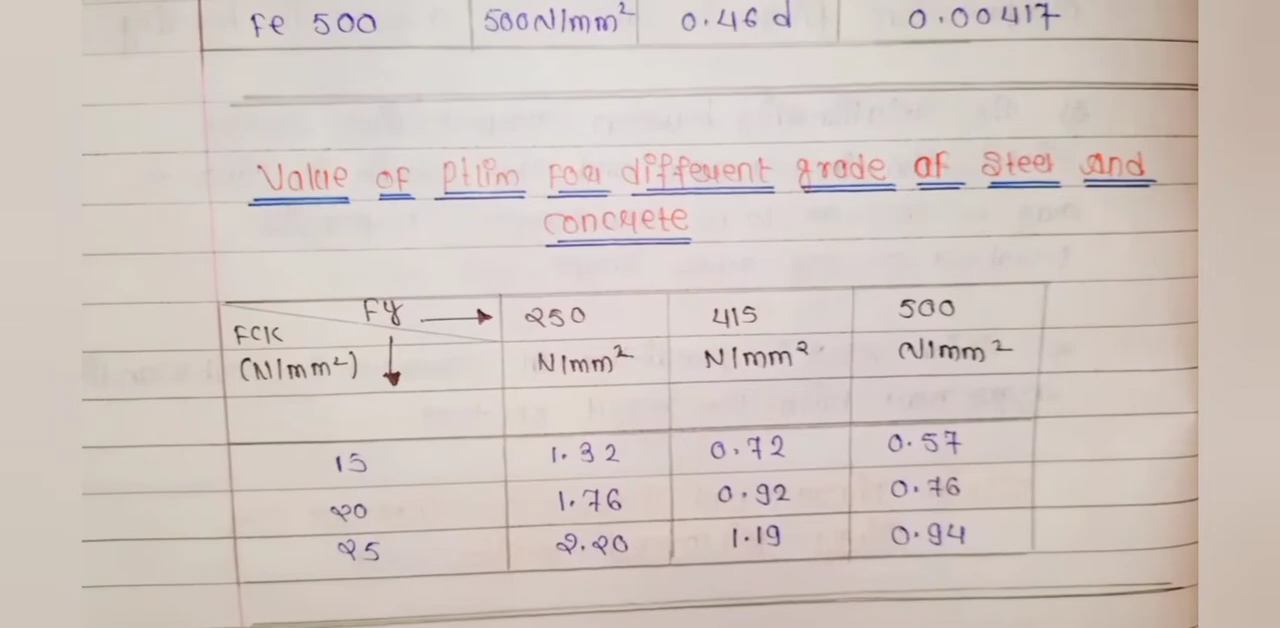 Fe 500 500N/mm² 0.46d 0.00417
Value of Ptlim For different grade of Steel and
concrete
Fy → 250 415 500
FCK
(N/mm²) ↓ N/mm² N/mm² N/mm²
15 1.32 0.72 0.57
20 1.76 0.92 0.76
25 2.20 1.19 0.94